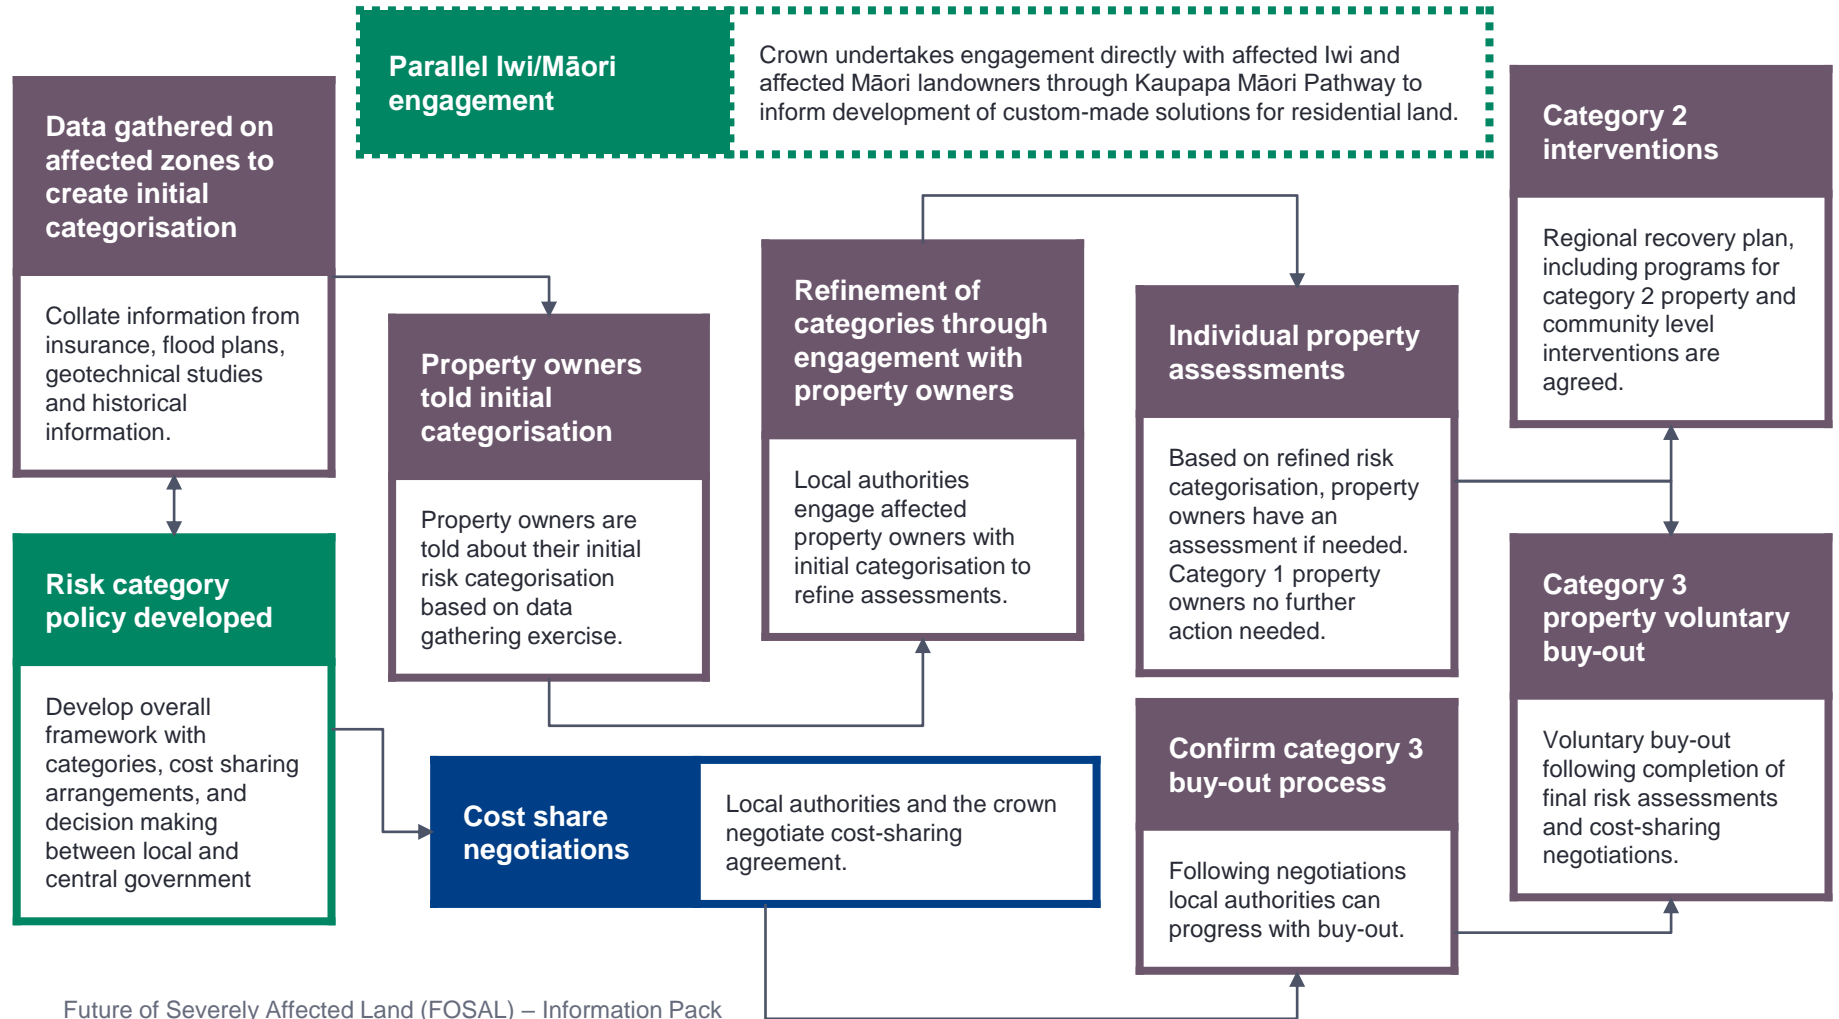 Parallel Iwi/Māori
engagement
Crown undertakes engagement directly with affected Iwi and
affected Māori landowners through Kaupapa Māori Pathway to
inform development of custom-made solutions for residential land.
Data gathered on
affected zones to
create initial
categorisation
Collate information from
insurance, flood plans,
geotechnical studies
and historical
information.
Risk category
policy developed
Develop overall
framework with
categories, cost sharing
arrangements, and
decision making
between local and
central government
Property owners
told initial
categorisation
Property owners are
told about their initial
risk categorisation
based on data
gathering exercise.
Cost share
negotiations
Local authorities and the crown
negotiate cost-sharing
agreement.
Refinement of
categories through
engagement with
property owners
Local authorities
engage affected
property owners with
initial categorisation to
refine assessments.
Individual property
assessments
Based on refined risk
categorisation, property
owners have an
assessment if needed.
Category 1 property
owners no further
action needed.
Confirm category 3
buy-out process
Following negotiations
local authorities can
progress with buy-out.
Category 2
interventions
Regional recovery plan,
including programs for
category 2 property and
community level
interventions are
agreed.
Category 3
property voluntary
buy-out
Voluntary buy-out
following completion of
final risk assessments
and cost-sharing
negotiations.
Future of Severely Affected Land (FOSAL) – Information Pack